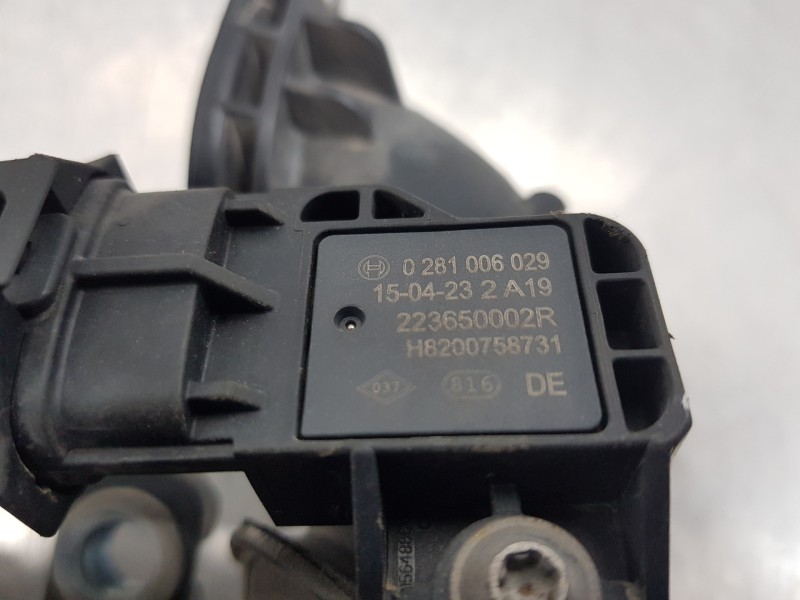 0 281 006 029
15-04-23 2 A19
223650002R
H8200758731
037 816 DE